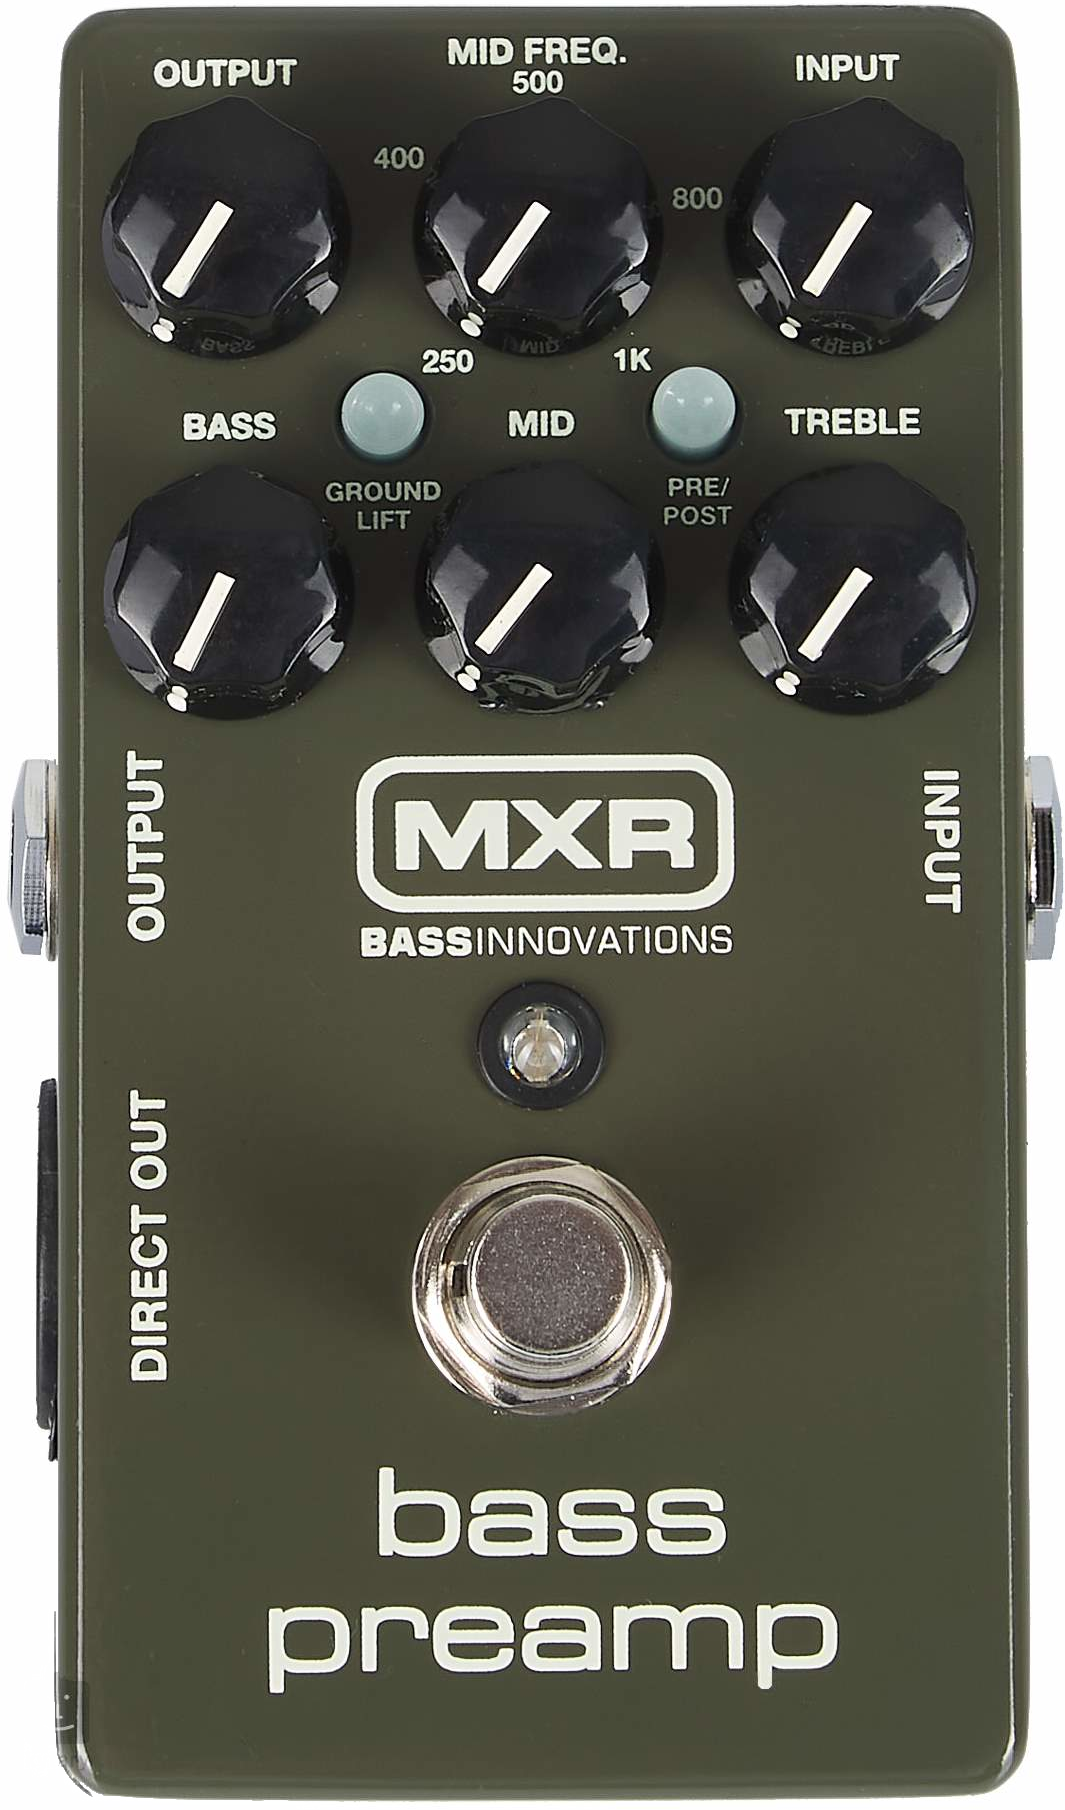 OUTPUT
MID FREQ.
INPUT
500
400
800
250
1K
BASS
MID
TREBLE
GROUND
LIFT
PRE/
POST
OUTPUT
INPUT
MXR
BASSINNOVATIONS
DIRECT OUT
bass
preamp